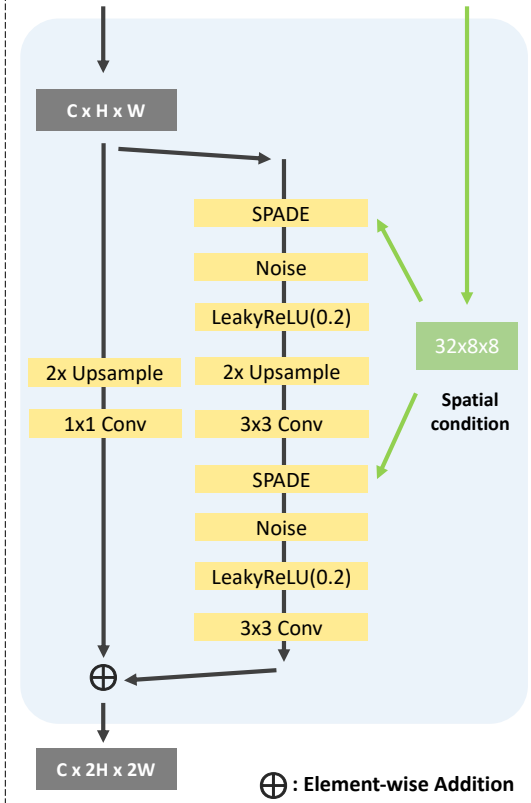 C x H x W
SPADE
Noise
LeakyReLU(0.2)
2x Upsample
2x Upsample
1x1 Conv
3x3 Conv
SPADE
Noise
LeakyReLU(0.2)
3x3 Conv
32x8x8
Spatial
condition
C x 2H x 2W
: Element-wise Addition